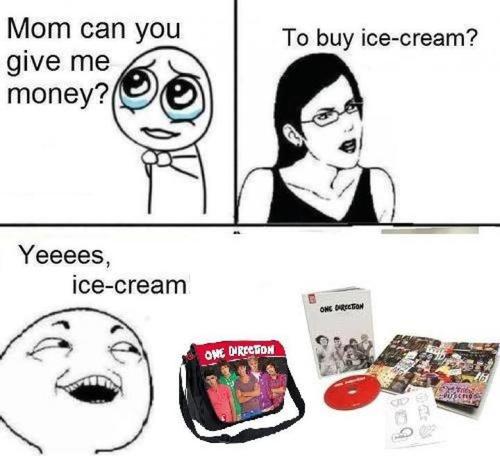 Mom can you
give me
money?
To buy ice-cream?
Yeeees,
ice-cream
ONE DIRECTION
ONE DIRECTION